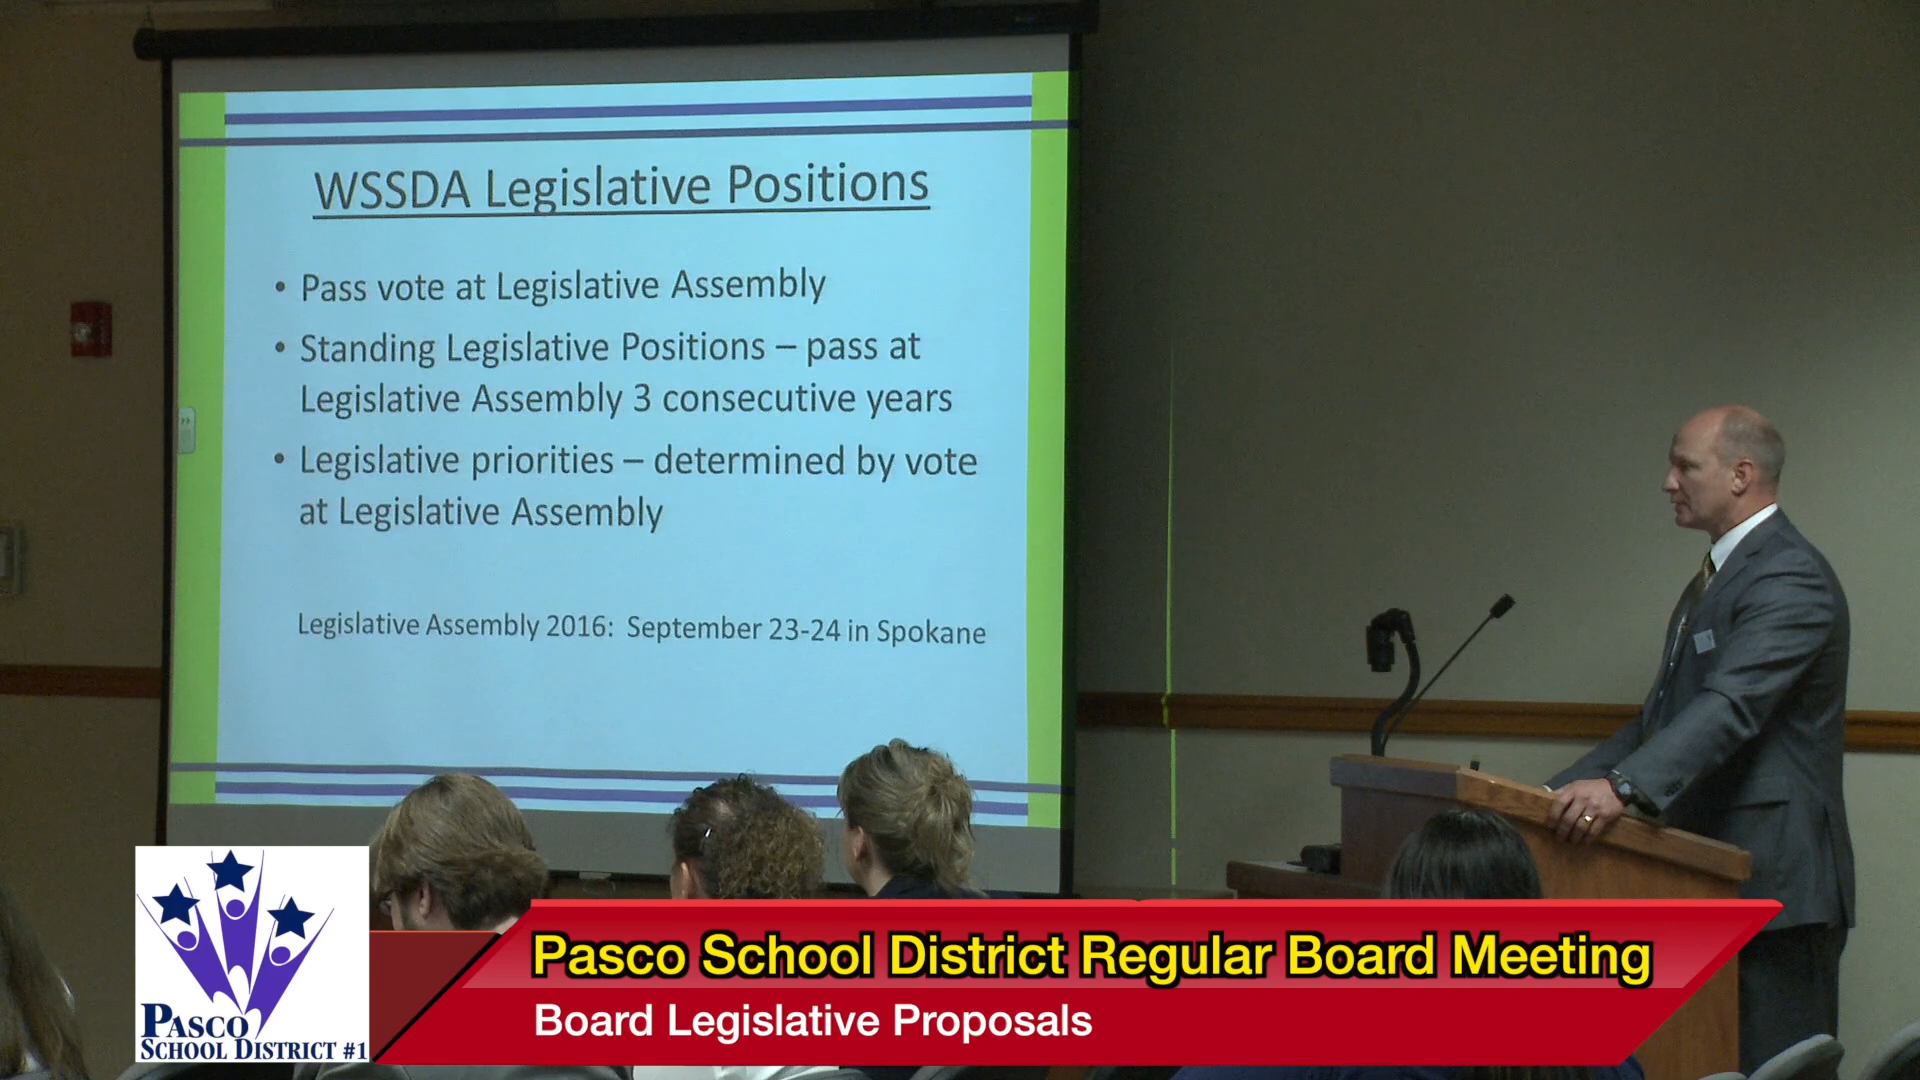 WSSDA Legislative Positions
• Pass vote at Legislative Assembly
• Standing Legislative Positions – pass at
Legislative Assembly 3 consecutive years
• Legislative priorities – determined by vote
at Legislative Assembly
Legislative Assembly 2016: September 23-24 in Spokane
Pasco School District Regular Board Meeting
Board Legislative Proposals
PASCO
SCHOOL DISTRICT #1